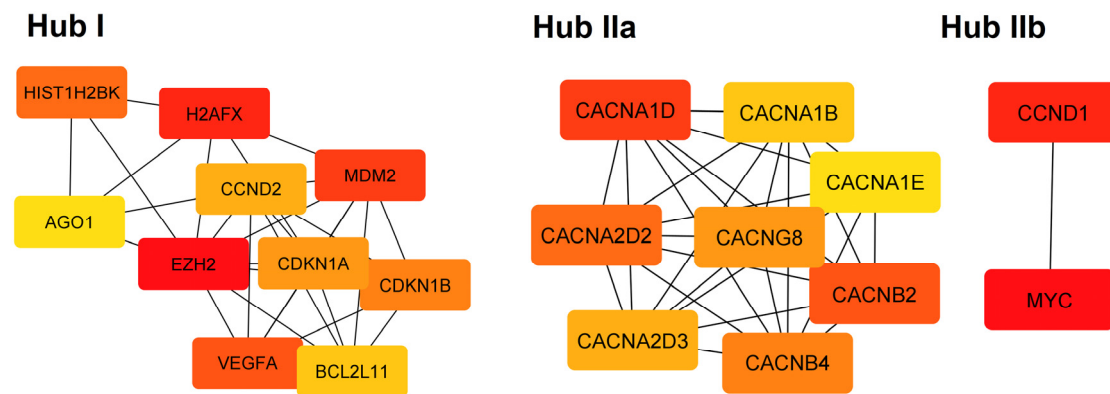 Hub I
HIST1H2BK
H2AFX
MDM2
CCND2
AGO1
EZH2
CDKN1A
CDKN1B
VEGFA
BCL2L11
Hub IIa
CACNA1D
CACNA1B
CACNA1E
CACNA2D2
CACNG8
CACNB2
CACNA2D3
CACNB4
Hub IIb
CCND1
MYC